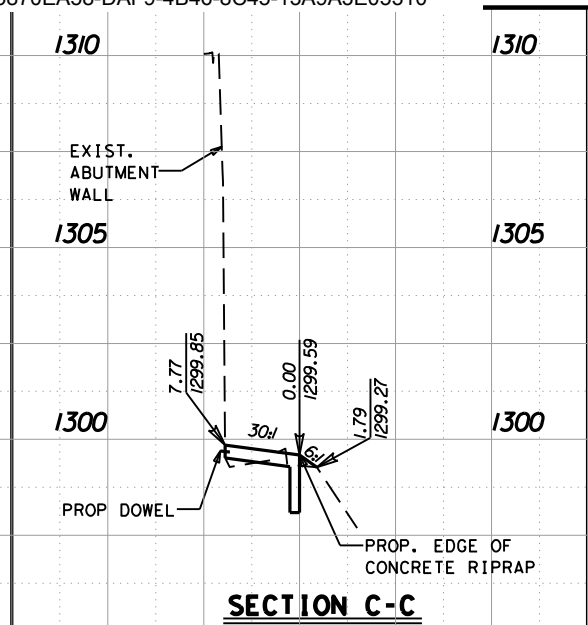 1310 1310
EXIST.
ABUTMENT
WALL
1305 1305
7.77
1299.85
0.00
1299.59
1.79
1299.27
1300 1300
30:1
6:1
PROP DOWEL
PROP. EDGE OF
CONCRETE RIPRAP
SECTION C-C